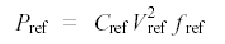 P_ref = C_ref V_ref^2 f_ref